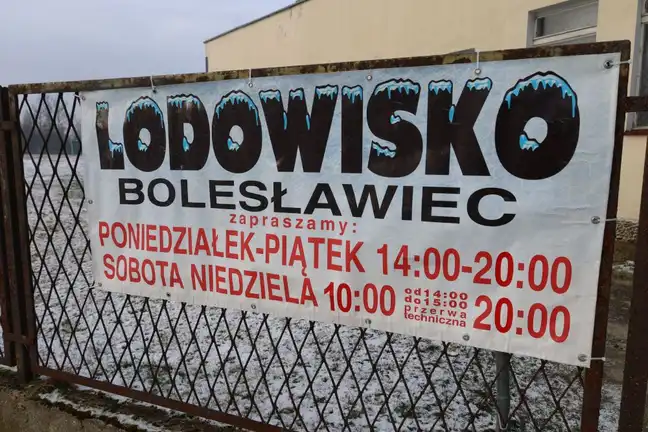 LODOWISKO
BOLESŁAWIEC
zapraszamy:
PONIEDZIAŁEK-PIĄTEK 14:00-20:00
SOBOTA NIEDZIELA 10:00 od 14:00 do 15:00 przerwa techniczna 20:00